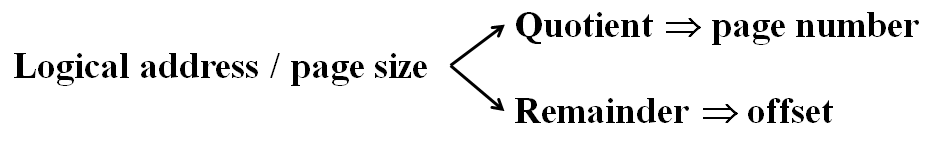 Quotient ⇒ page number
Logical address / page size
Remainder ⇒ offset